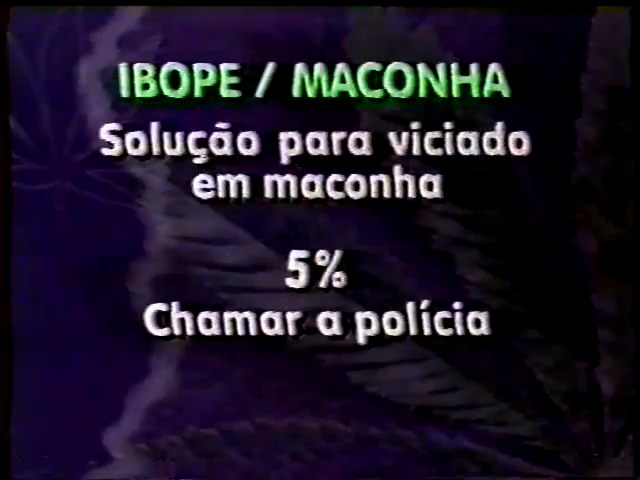 IBOPE / MACONHA
Solução para viciado
em maconha
5%
Chamar a polícia